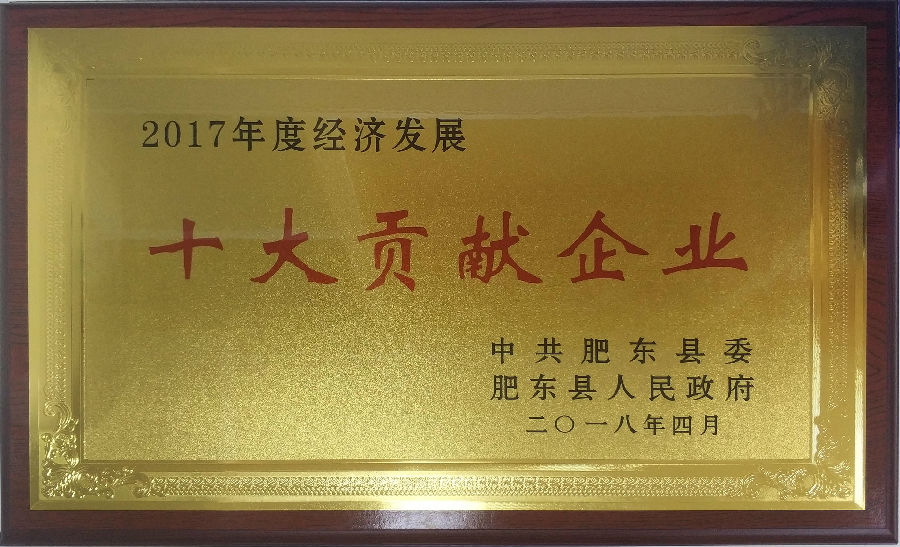 2017年度经济发展
十大贡献企业
中共肥东县委
肥东县人民政府
二〇一八年四月